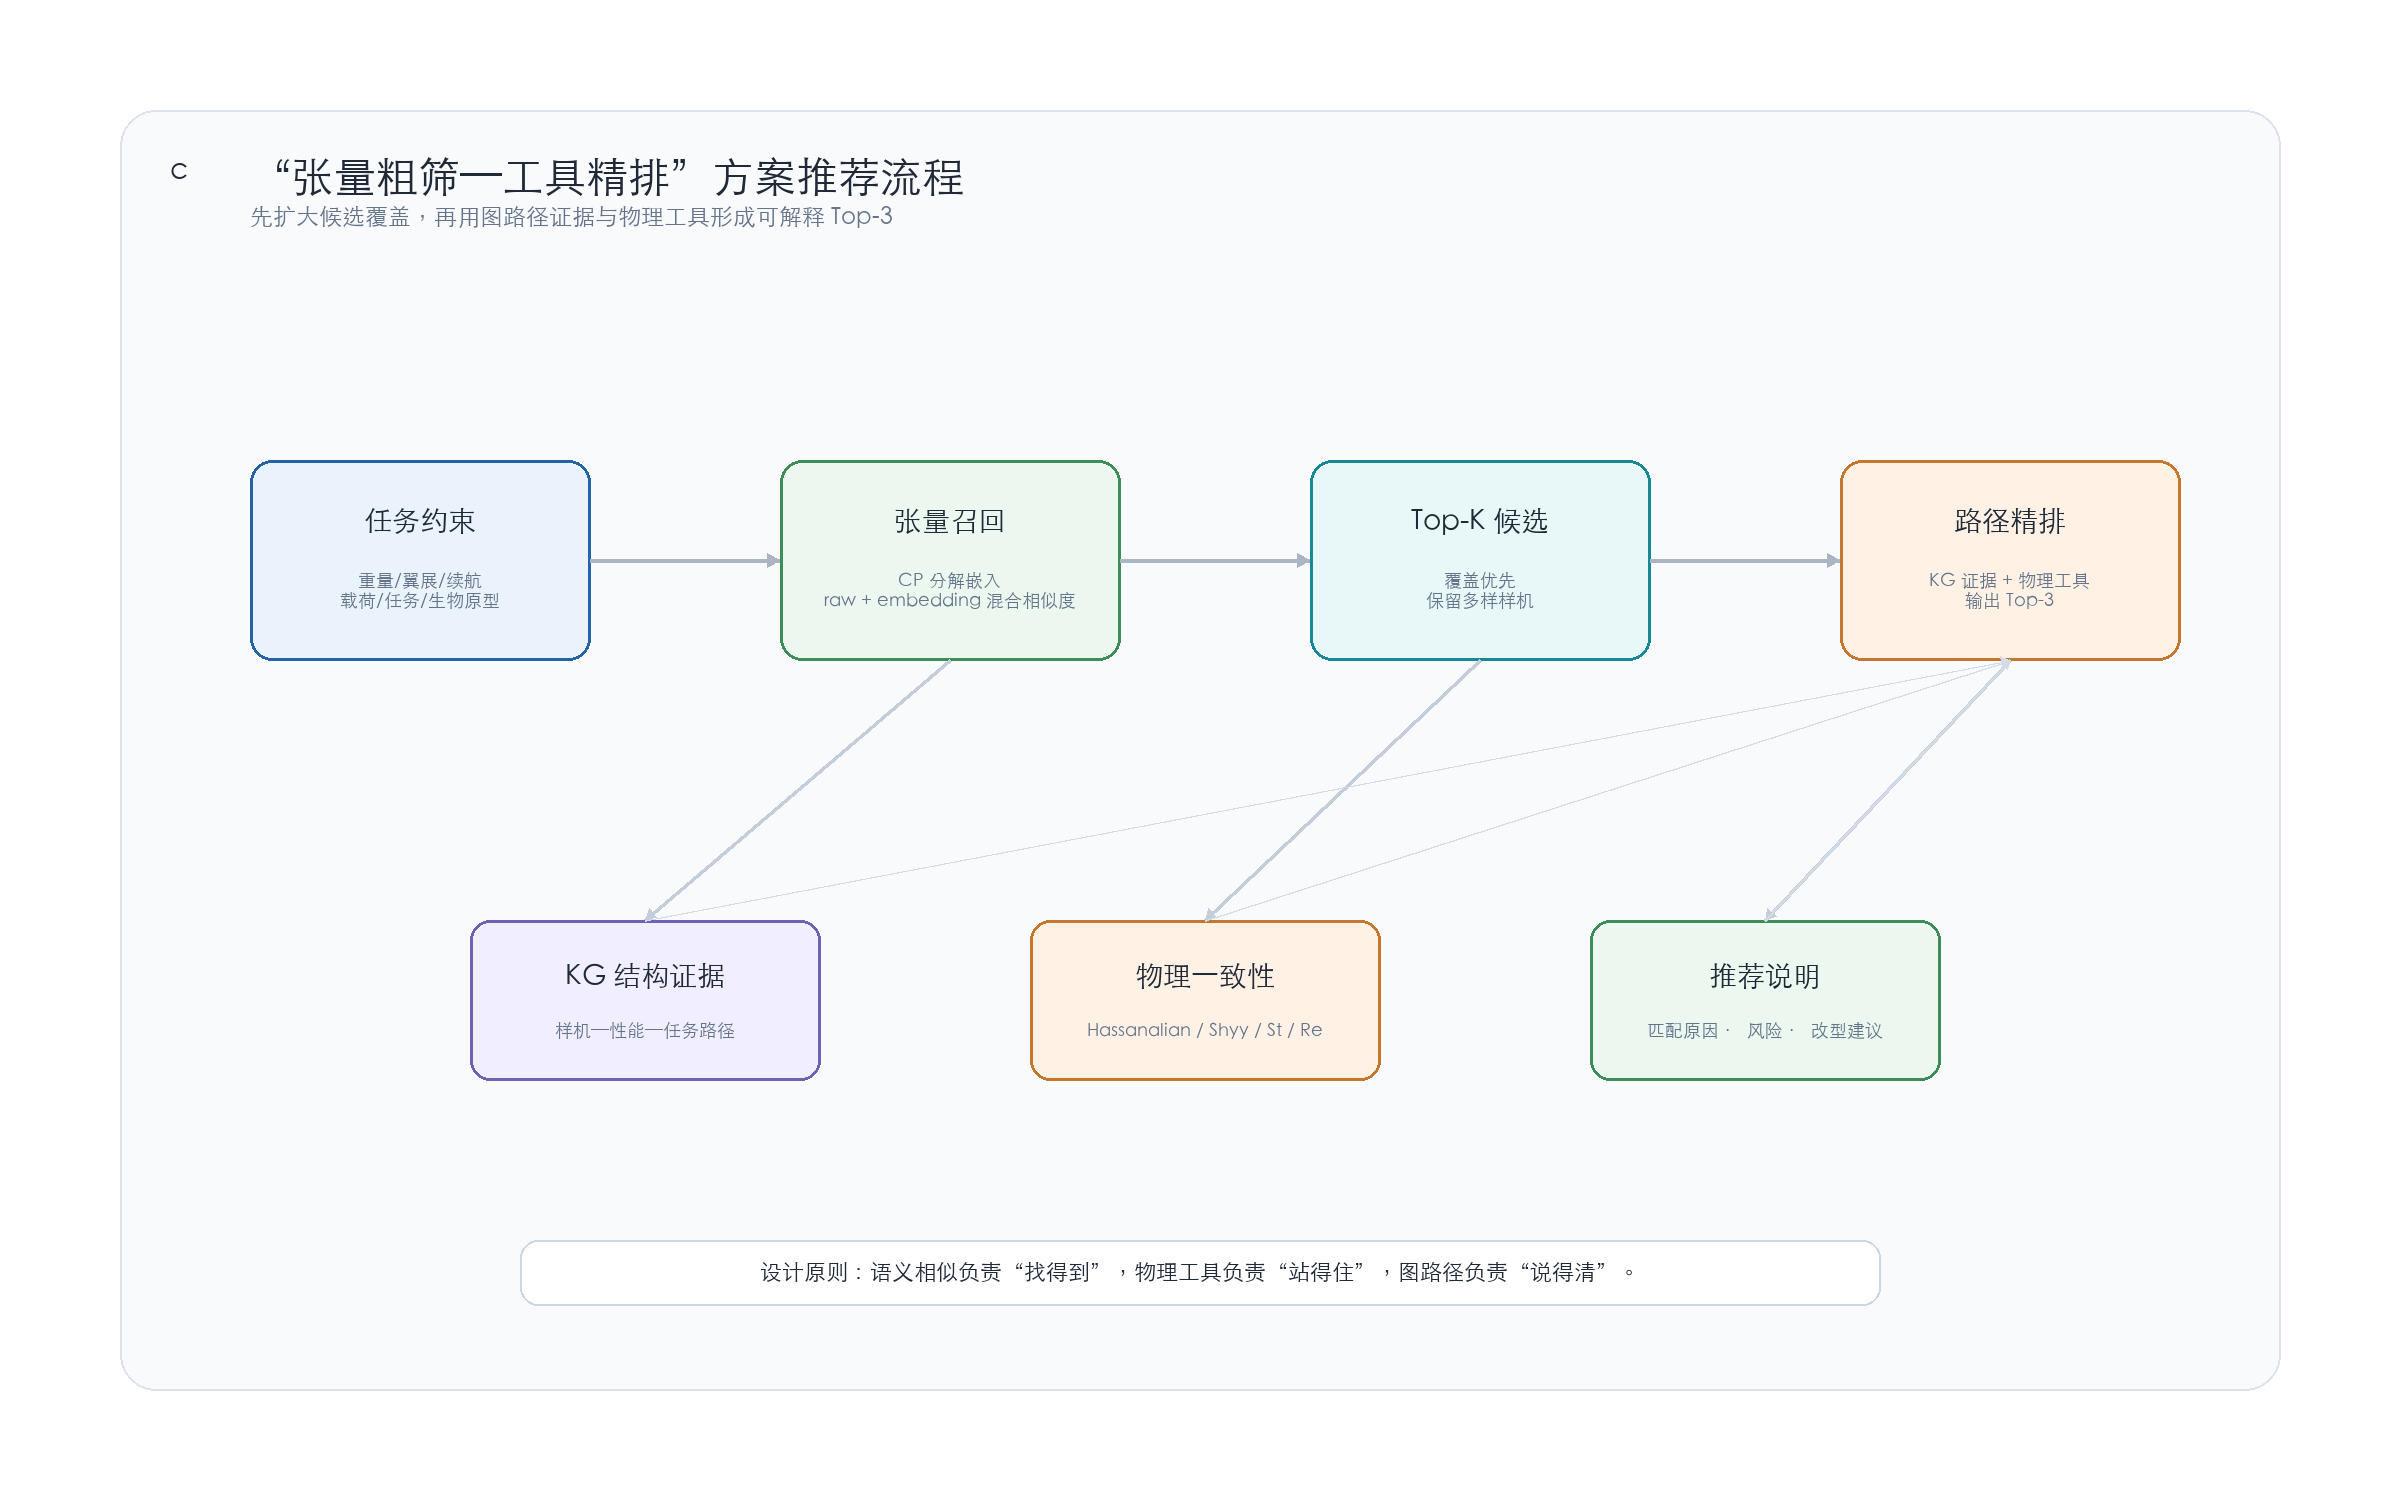 C
“张量粗筛—工具精排”方案推荐流程
先扩大候选覆盖，再用图路径证据与物理工具形成可解释 Top-3
任务约束
重量/翼展/续航
载荷/任务/生物原型
张量召回
CP 分解嵌入
raw + embedding 混合相似度
Top-K 候选
覆盖优先
保留多样样机
路径精排
KG 证据 + 物理工具
输出 Top-3
KG 结构证据
样机—性能—任务路径
物理一致性
Hassanalian / Shyy / St / Re
推荐说明
匹配原因 · 风险 · 改型建议
设计原则：语义相似负责“找得到”，物理工具负责“站得住”，图路径负责“说得清”。